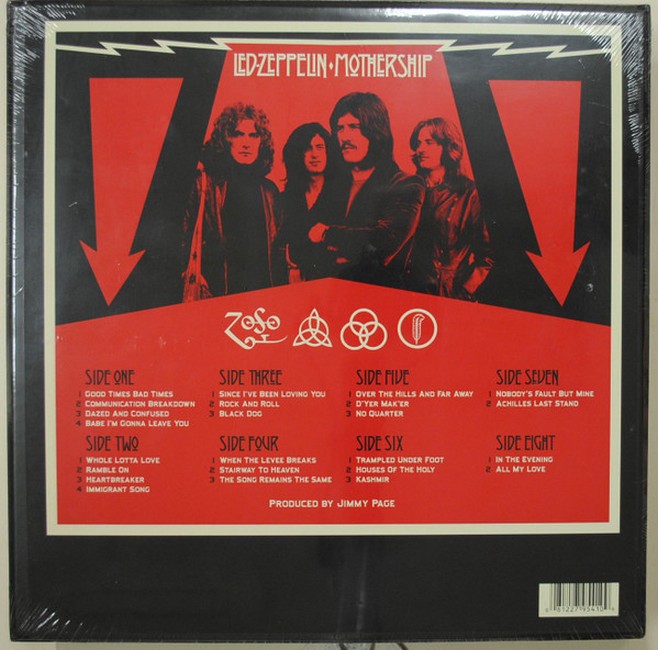 LED·ZEPPELIN · MOTHERSHIP
ZOSO
SIDE ONE
1 GOOD TIMES BAD TIMES
2 COMMUNICATION BREAKDOWN
3 DAZED AND CONFUSED
4 BABE I'M GONNA LEAVE YOU
SIDE TWO
1 WHOLE LOTTA LOVE
2 RAMBLE ON
3 HEARTBREAKER
4 IMMIGRANT SONG
SIDE THREE
1 SINCE I'VE BEEN LOVING YOU
2 ROCK AND ROLL
3 BLACK DOG
SIDE FOUR
1 WHEN THE LEVEE BREAKS
2 STAIRWAY TO HEAVEN
3 THE SONG REMAINS THE SAME
SIDE FIVE
1 OVER THE HILLS AND FAR AWAY
2 D'YER MAK'ER
3 NO QUARTER
SIDE SIX
1 TRAMPLED UNDER FOOT
2 HOUSES OF THE HOLY
3 KASHMIR
SIDE SEVEN
1 NOBODY'S FAULT BUT MINE
2 ACHILLES LAST STAND
SIDE EIGHT
1 IN THE EVENING
2 ALL MY LOVE
PRODUCED BY JIMMY PAGE